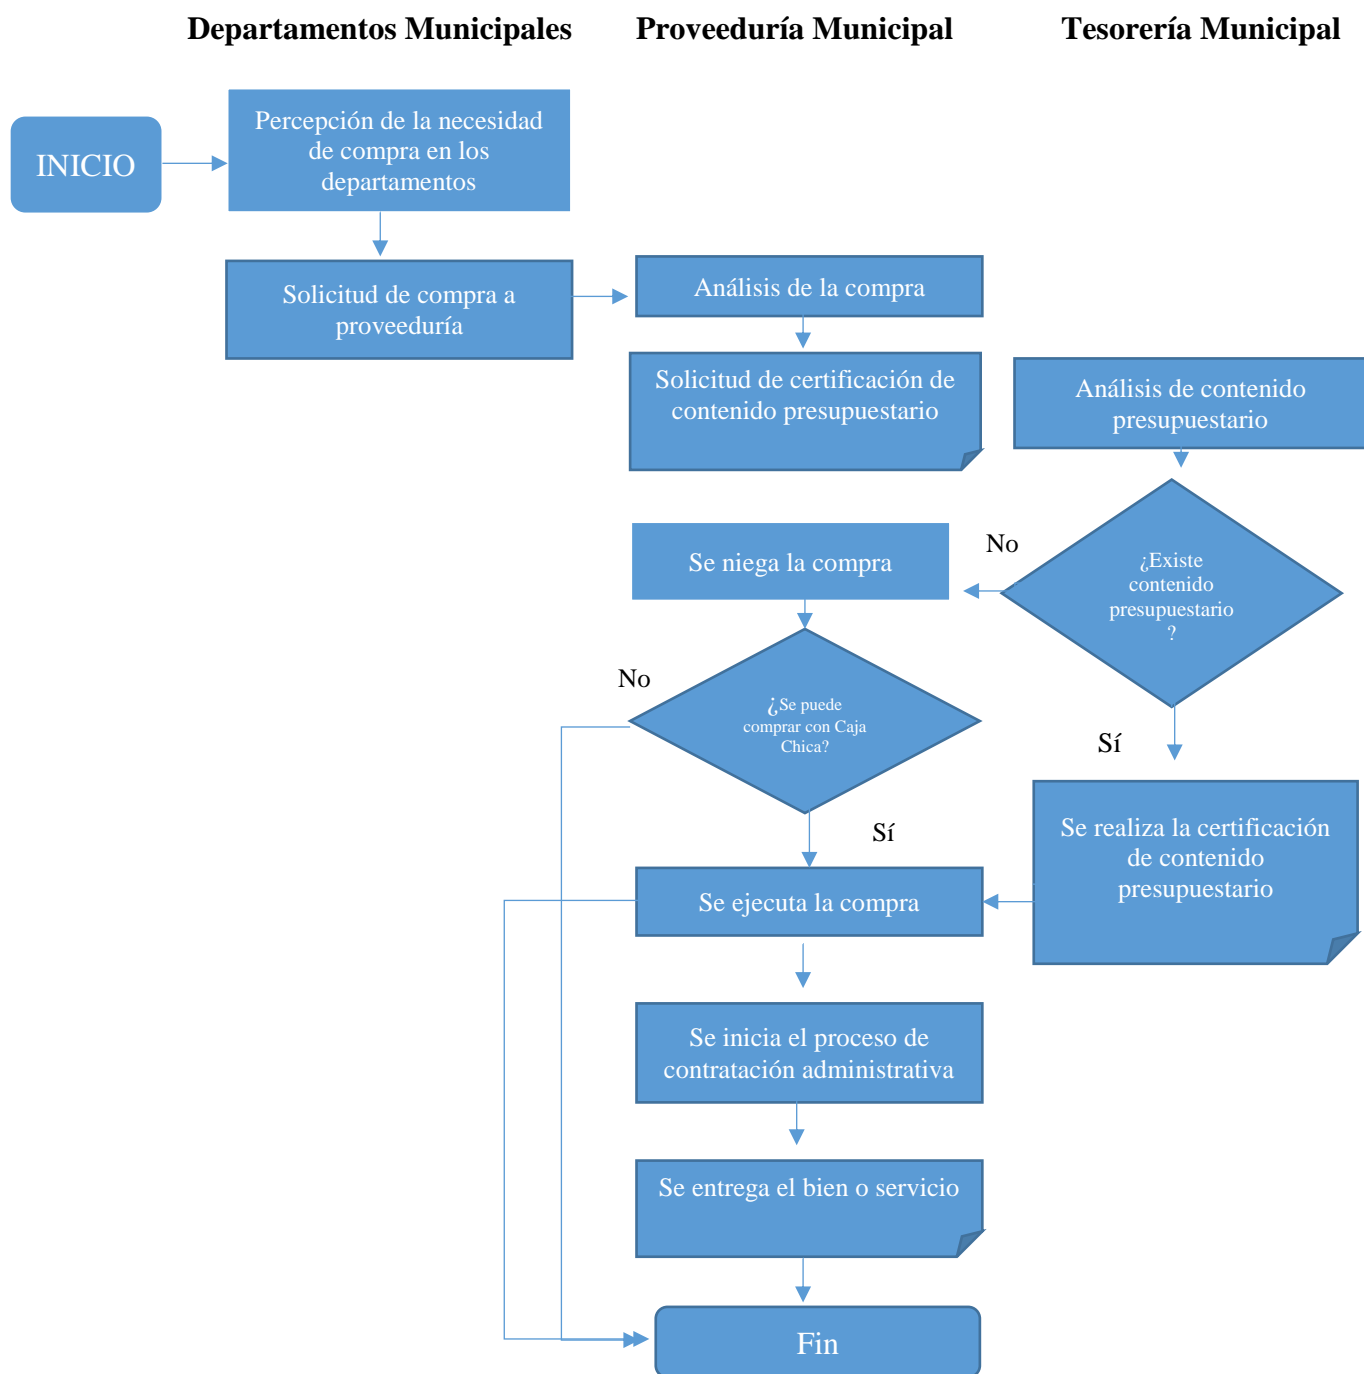 Departamentos Municipales
Proveeduría Municipal
Tesorería Municipal
INICIO
Percepción de la necesidad
de compra en los
departamentos
Solicitud de compra a
proveeduría
Análisis de la compra
Solicitud de certificación de
contenido presupuestario
Análisis de contenido
presupuestario
¿Existe
contenido
presupuestario
?
No
Se niega la compra
No
¿Se puede
comprar con Caja
Chica?
Sí
Sí
Se realiza la certificación
de contenido
presupuestario
Se ejecuta la compra
Se inicia el proceso de
contratación administrativa
Se entrega el bien o servicio
Fin